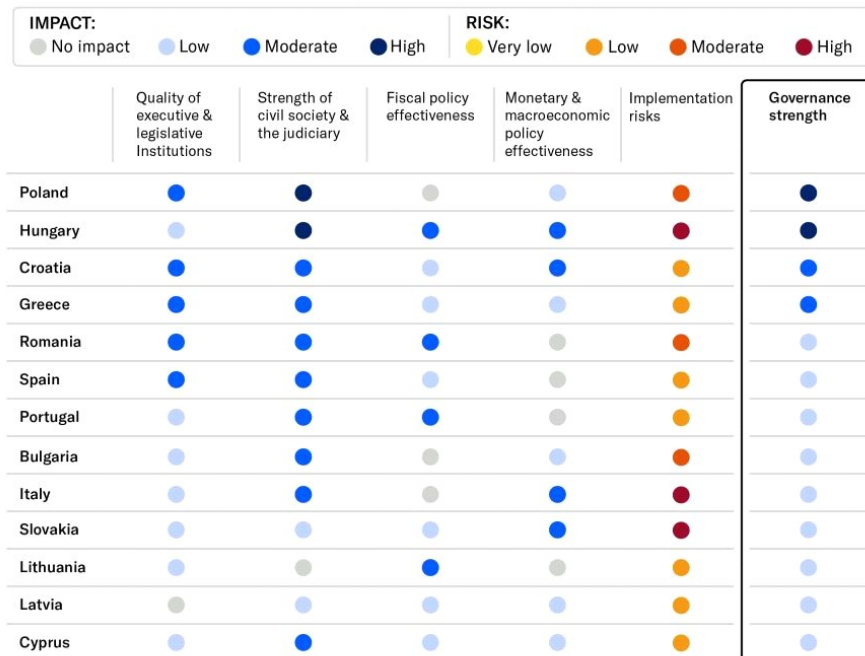 IMPACT:
No impact Low Moderate High
RISK:
Very low Low Moderate High
Quality of
executive &
legislative
Institutions
Strength of
civil society &
the judiciary
Fiscal policy
effectiveness
Monetary &
macroeconomic
policy
effectiveness
Implementation
risks
Governance
strength
Poland
Hungary
Croatia
Greece
Romania
Spain
Portugal
Bulgaria
Italy
Slovakia
Lithuania
Latvia
Cyprus